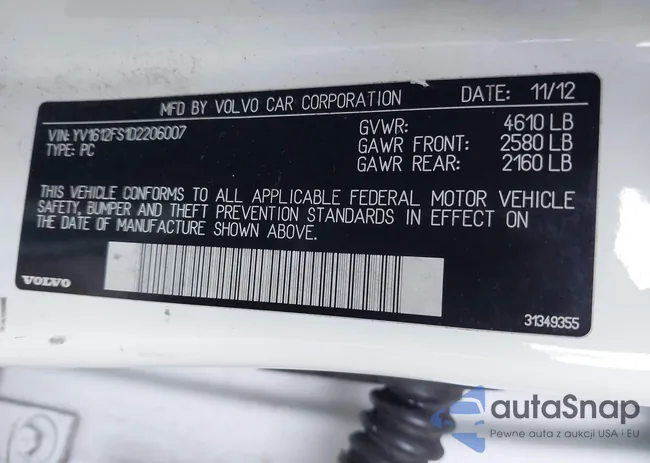 MFD BY VOLVO CAR CORPORATION DATE: 11/12
VIN: YV1612FS1D2206007 GVWR: 4610 LB
TYPE: PC GAWR FRONT: 2580 LB
GAWR REAR: 2160 LB
THIS VEHICLE CONFORMS TO ALL APPLICABLE FEDERAL MOTOR VEHICLE
SAFETY, BUMPER AND THEFT PREVENTION STANDARDS IN EFFECT ON
THE DATE OF MANUFACTURE SHOWN ABOVE.
VOLVO
31349355
autaSnap
Pewne auta z aukcji USA i EU